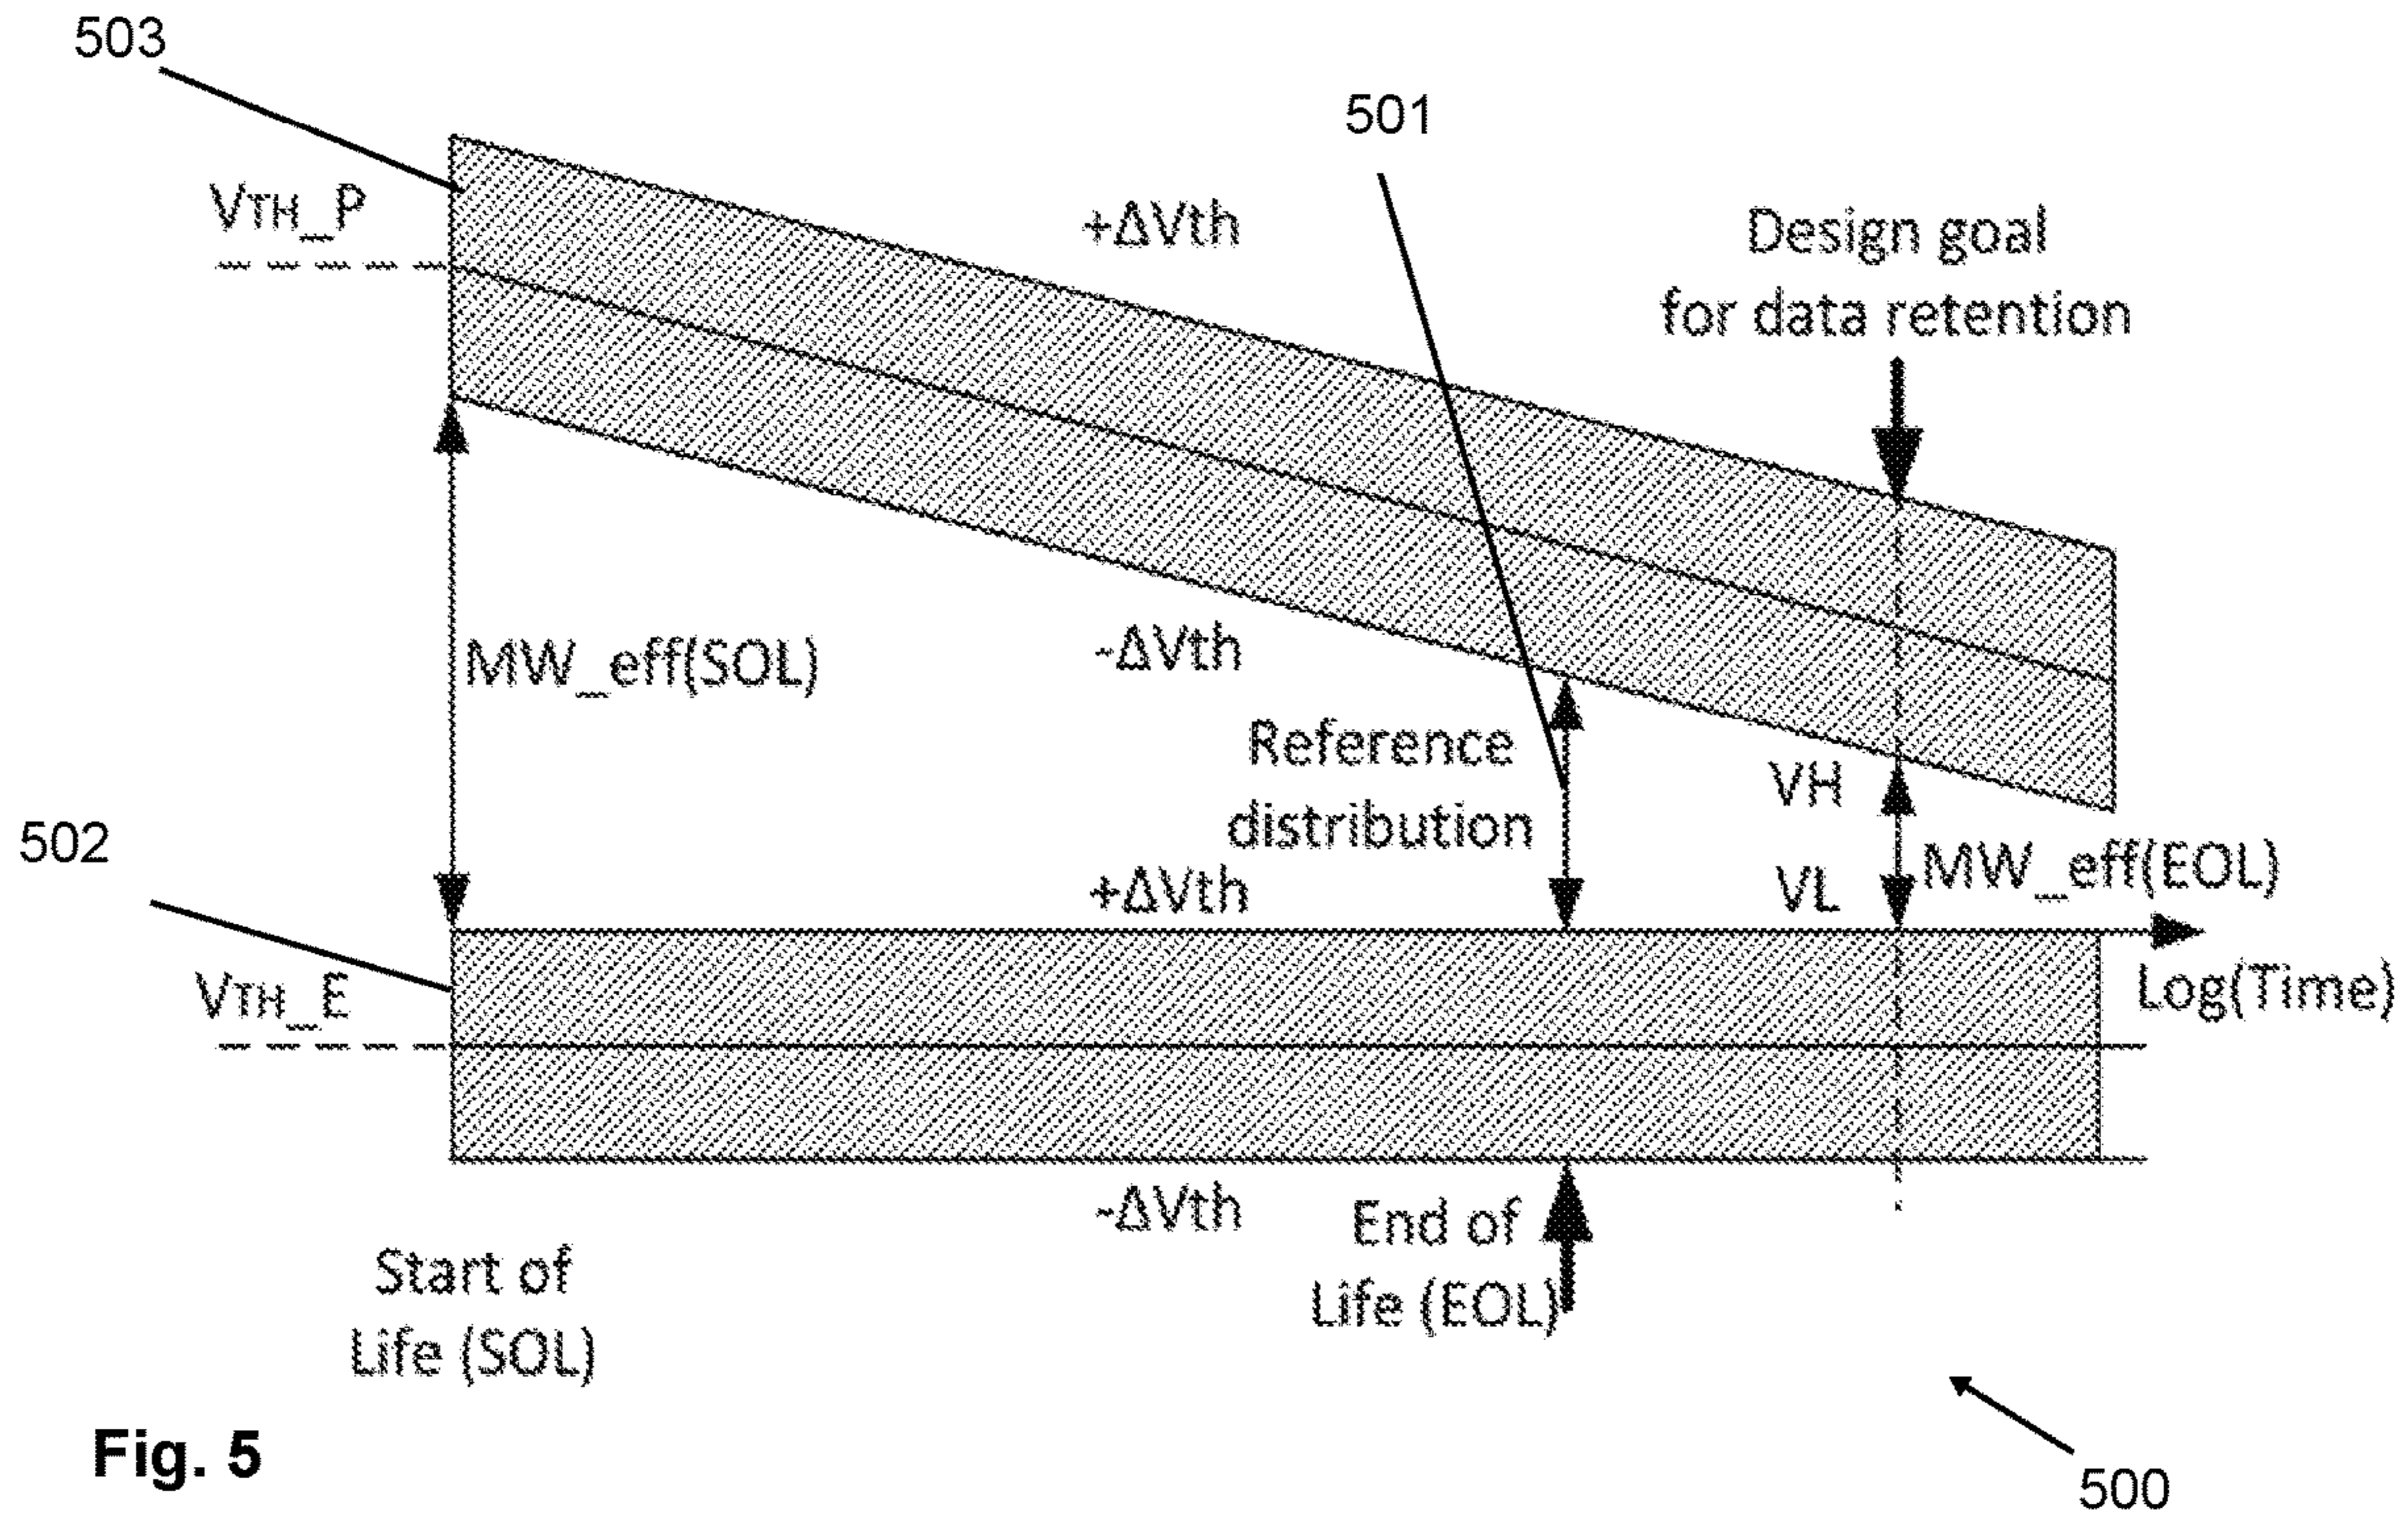 503
501
VTH_P
+ΔVth
Design goal
for data retention
MW_eff(SOL)
-ΔVth
Reference
distribution
VH
502
+ΔVth
VL
MW_eff(EOL)
VTH_E
Log(Time)
-ΔVth
End of
Life (EOL)
Start of
Life (SOL)
Fig. 5
500